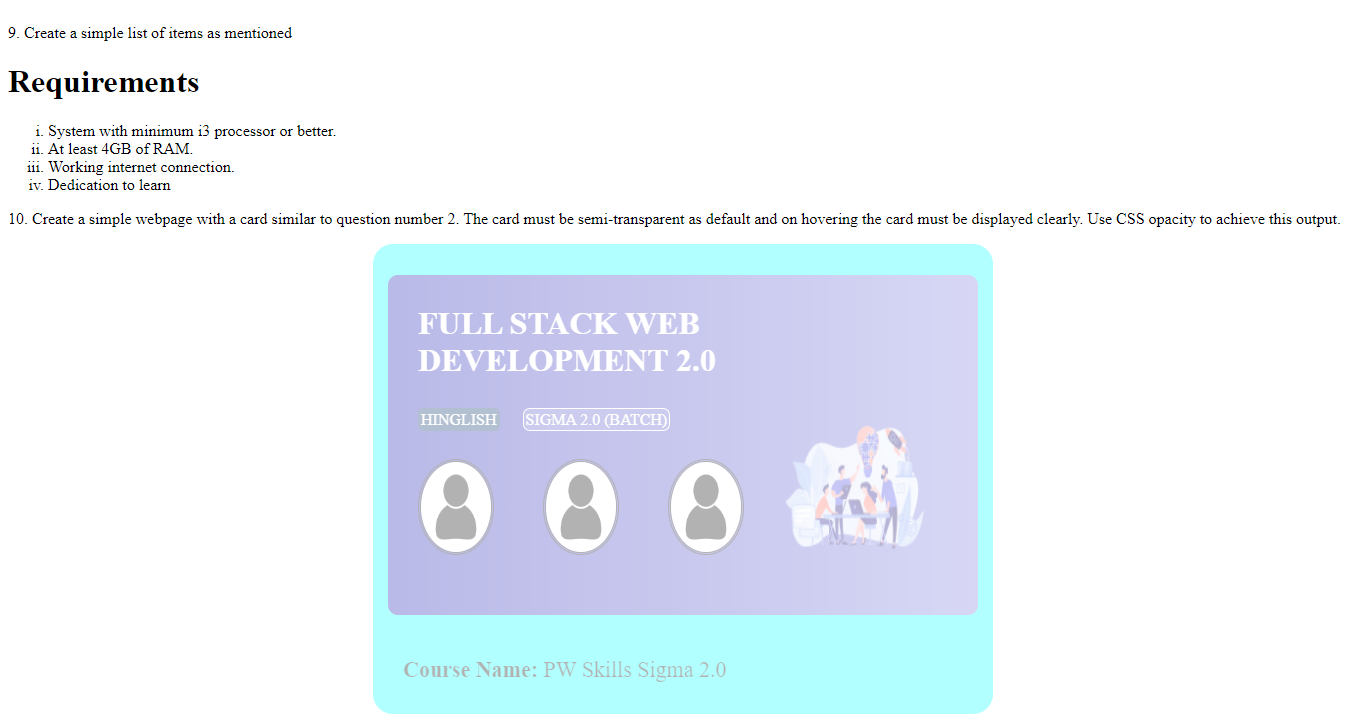 9. Create a simple list of items as mentioned
Requirements
i. System with minimum i3 processor or better.
ii. At least 4GB of RAM.
iii. Working internet connection.
iv. Dedication to learn
10. Create a simple webpage with a card similar to question number 2. The card must be semi-transparent as default and on hovering the card must be displayed clearly. Use CSS opacity to achieve this output.
FULL STACK WEB
DEVELOPMENT 2.0
HINGLISH SIGMA 2.0 (BATCH)
Course Name: PW Skills Sigma 2.0